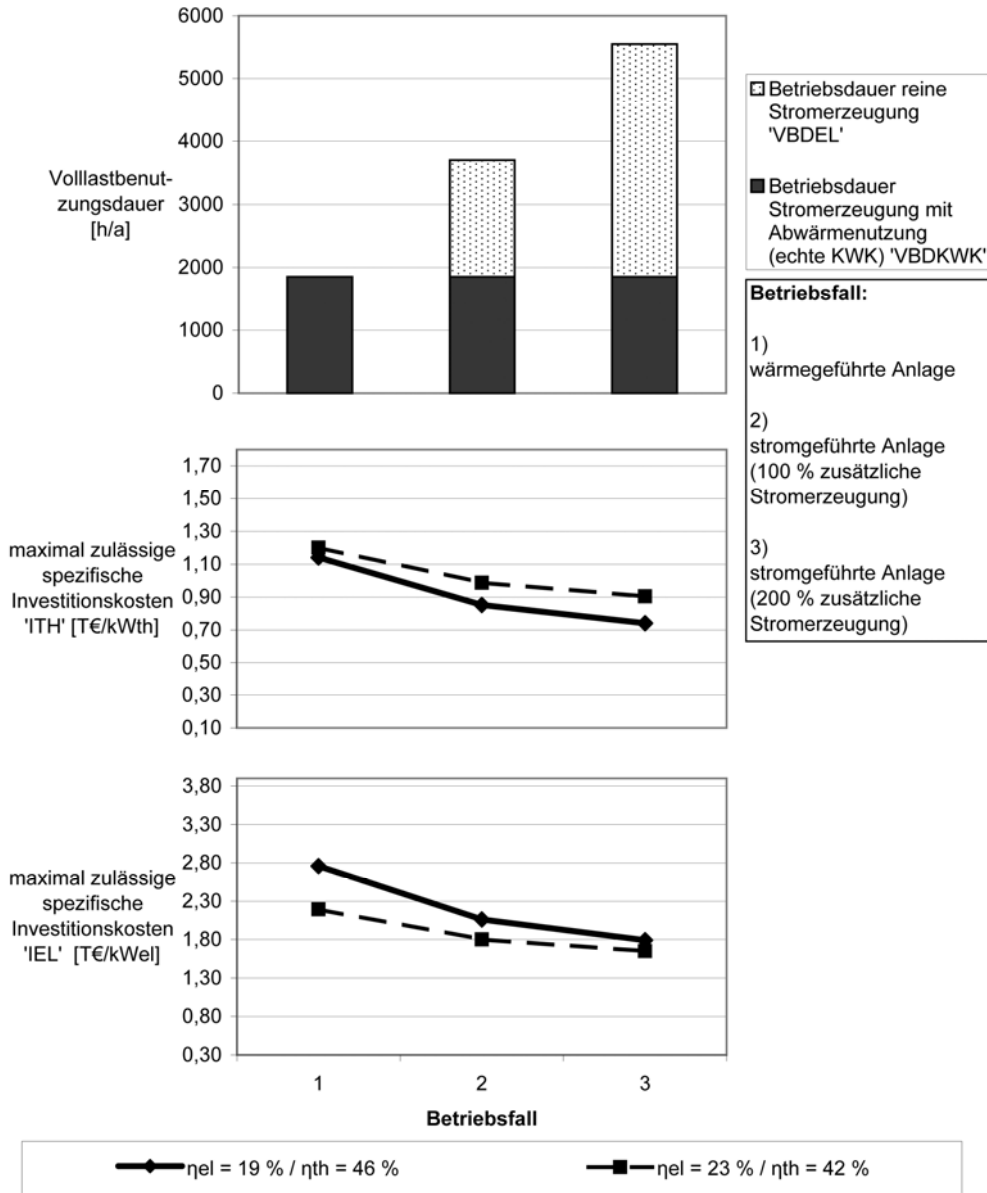 6000
5000
4000
3000
2000
1000
0
Volllastbenut-
zungsdauer
[h/a]
Betriebsdauer reine
Stromerzeugung
'VBDEL'
Betriebsdauer
Stromerzeugung mit
Abwärmenutzung
(echte KWK) 'VBDKWK'
Betriebsfall:
1)
wärmegeführte Anlage
2)
stromgeführte Anlage
(100 % zusätzliche
Stromerzeugung)
3)
stromgeführte Anlage
(200 % zusätzliche
Stromerzeugung)
1,70
1,50
1,30
1,10
0,90
0,70
0,50
0,30
0,10
maximal zulässige
spezifische
Investitionskosten
'ITH' [T€/kWth]
3,80
3,30
2,80
2,30
1,80
1,30
0,80
0,30
maximal zulässige
spezifische
Investitionskosten
'IEL' [T€/kWel]
1 2 3
Betriebsfall
ηel = 19 % / ηth = 46 %
ηel = 23 % / ηth = 42 %